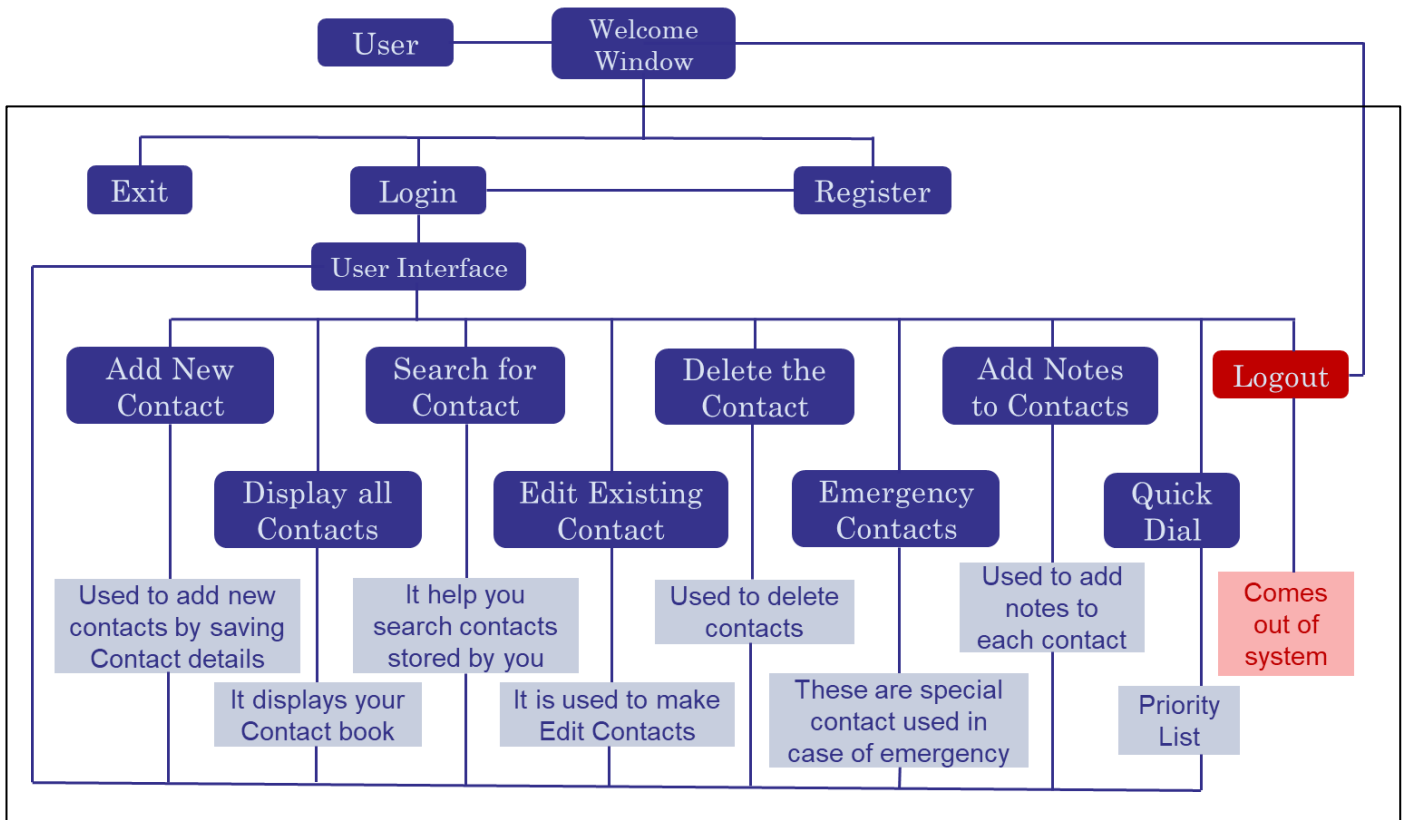 User
Welcome
Window
Exit
Login
Register
User Interface
Add New
Contact
Search for
Contact
Delete the
Contact
Add Notes
to Contacts
Logout
Display all
Contacts
Edit Existing
Contact
Emergency
Contacts
Quick
Dial
Used to add new
contacts by saving
Contact details
It help you
search contacts
stored by you
Used to delete
contacts
Used to add
notes to
each contact
Comes
out of
system
It displays your
Contact book
It is used to make
Edit Contacts
These are special
contact used in
case of emergency
Priority
List